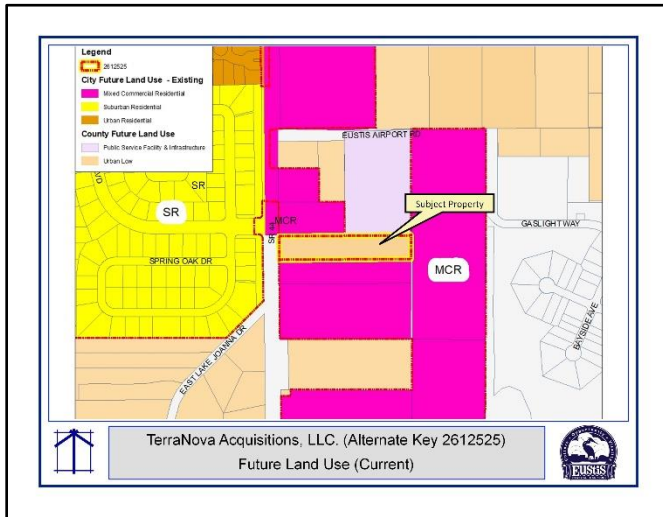 Legend
2612525
City Future Land Use - Existing
Mixed Commercial Residential
Suburban Residential
Urban Residential
County Future Land Use
Public Service Facility & Infrastructure
Urban Low
EUSTIS AIRPORT RD
SR
SR
MCR
SR 44
Subject Property
GASLIGHT WAY
SPRING OAK DR
MCR
BAYSIDE AVE
EAST LAKE JOANNA DR
TerraNova Acquisitions, LLC. (Alternate Key 2612525)
Future Land Use (Current)
EUSTIS